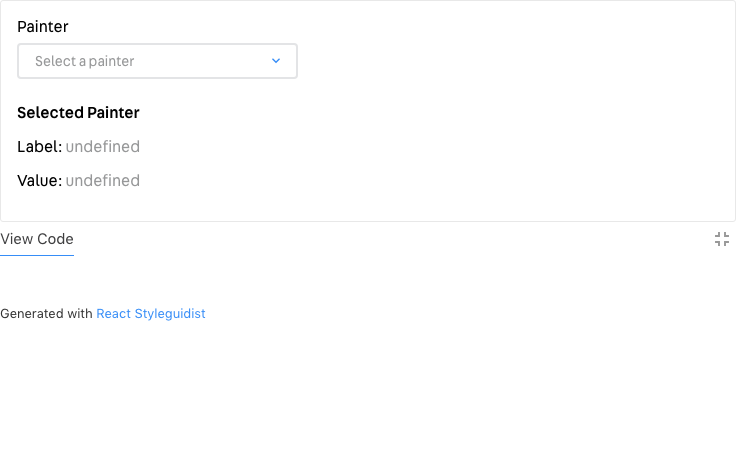 Painter
Select a painter
Selected Painter
Label: undefined
Value: undefined
View Code
Generated with React Styleguidist